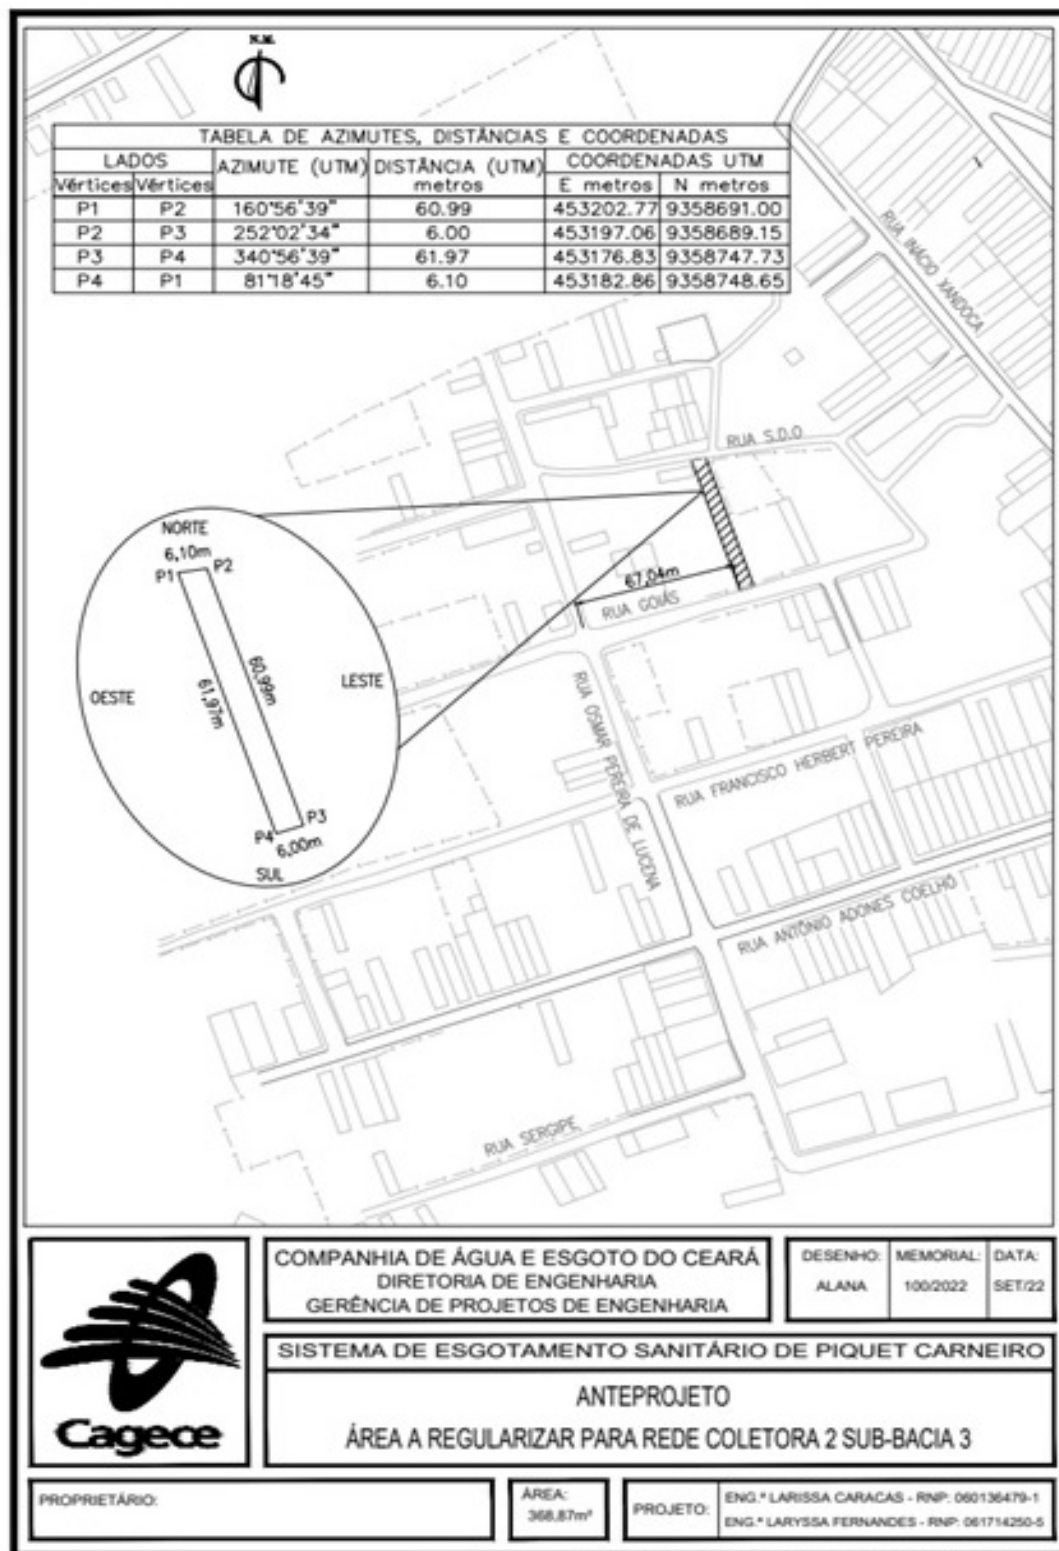 N.M.
TABELA DE AZIMUTES, DISTÂNCIAS E COORDENADAS
LADOS AZIMUTE (UTM) DISTÂNCIA (UTM) COORDENADAS UTM
Vértices Vértices metros E metros N metros
P1 P2 160°56'39" 60.99 453202.77 9358691.00
P2 P3 252°02'34" 6.00 453197.06 9358689.15
P3 P4 340°56'39" 61.97 453176.83 9358747.73
P4 P1 81°18'45" 6.10 453182.86 9358748.65
RUA INÁCIO XANDOCA
RUA S.D.O
NORTE
6,10m
P1 P2
67,04m
RUA GOIÁS
60,99m
61,97m
OESTE
LESTE
P4 P3
6,00m
SUL
RUA OSMAR PEREIRA DE LUCENA
RUA FRANCISCO HERBERT PEREIRA
RUA ANTÔNIO ADONES COELHO
RUA SERGIPE
Cagece
COMPANHIA DE ÁGUA E ESGOTO DO CEARÁ
DIRETORIA DE ENGENHARIA
GERÊNCIA DE PROJETOS DE ENGENHARIA
DESENHO: MEMORIAL: DATA:
ALANA 100/2022 SET/22
SISTEMA DE ESGOTAMENTO SANITÁRIO DE PIQUET CARNEIRO
ANTEPROJETO
ÁREA A REGULARIZAR PARA REDE COLETORA 2 SUB-BACIA 3
PROPRIETÁRIO:
ÁREA:
368,87m²
PROJETO:
ENG.ª LARISSA CARACAS - RNP: 060136479-1
ENG.ª LARYSSA FERNANDES - RNP: 061714250-5